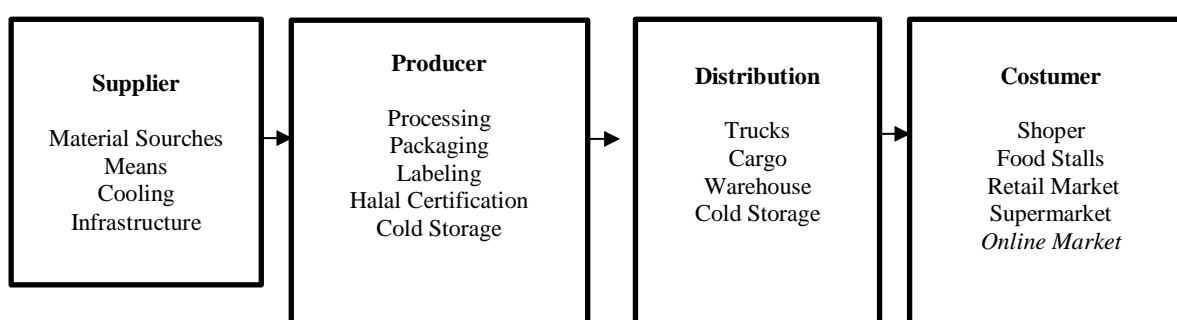 Supplier
Material Sourches
Means
Cooling
Infrastructure
Producer
Processing
Packaging
Labeling
Halal Certification
Cold Storage
Distribution
Trucks
Cargo
Warehouse
Cold Storage
Costumer
Shoper
Food Stalls
Retail Market
Supermarket
Online Market